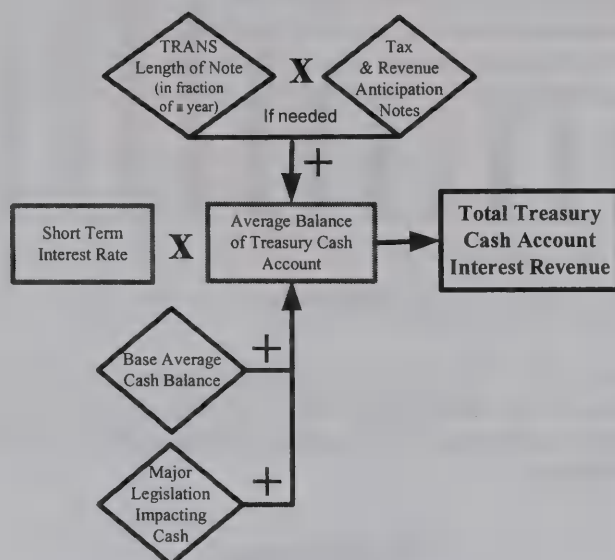 TRANS
Length of Note
(in fraction
of a year)
X
Tax
& Revenue
Anticipation
Notes
If needed
+
Short Term
Interest Rate
X
Average Balance
of Treasury Cash
Account
Total Treasury
Cash Account
Interest Revenue
Base Average
Cash Balance
+
Major
Legislation
Impacting
Cash
+